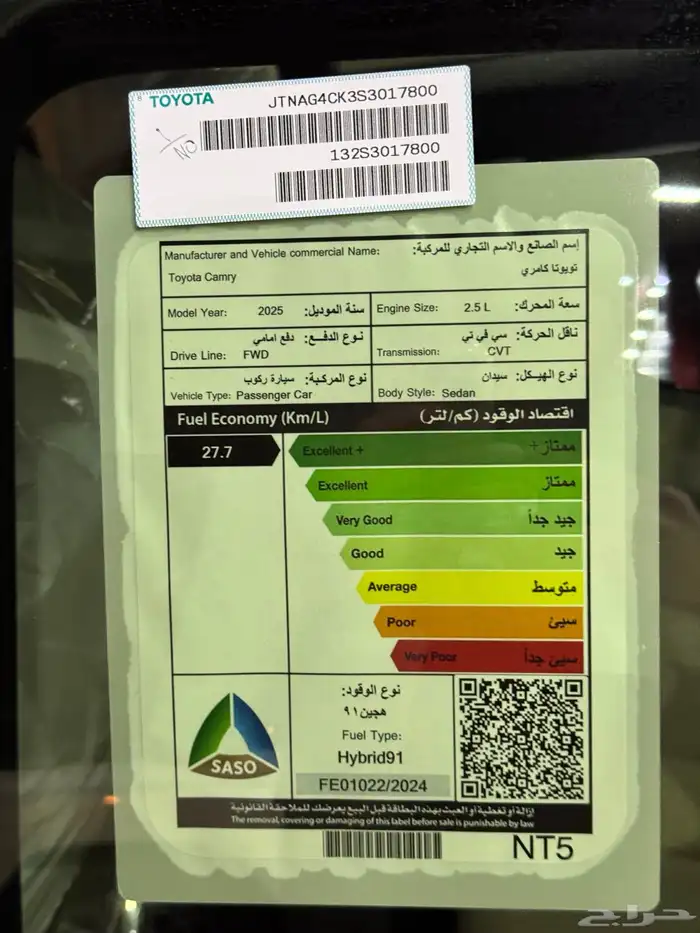 TOYOTA
JTNAG4CK3S3017800
NO
132S3017800
إسم الصانع والاسم التجاري للمركبة:
Manufacturer and Vehicle commercial Name:
تويوتا كامري
Toyota Camry
Model Year: 2025 سنة الموديل:
Engine Size: 2.5 L سعة المحرك:
نوع الدفع: دفع امامي
Drive Line: FWD
ناقل الحركة: سي في تي
Transmission: CVT
نوع المركبة: سيارة ركوب
Vehicle Type: Passenger Car
نوع الهيكل: سيدان
Body Style: Sedan
Fuel Economy (Km/L) اقتصاد الوقود (كم/لتر)
27.7
Excellent + ممتاز+
Excellent ممتاز
Very Good جيد جداً
Good جيد
Average متوسط
Poor سيئ
Very Poor سيئ جداً
SASO
نوع الوقود:
هجين٩١
Fuel Type:
Hybrid91
FE01022/2024
إزالة أو تغطية أو العبث بهذه البطاقة قبل البيع يعرضك للملاحقة القانونية
The removal, covering or damaging of this label before sale is punishable by law
NT5
حراج